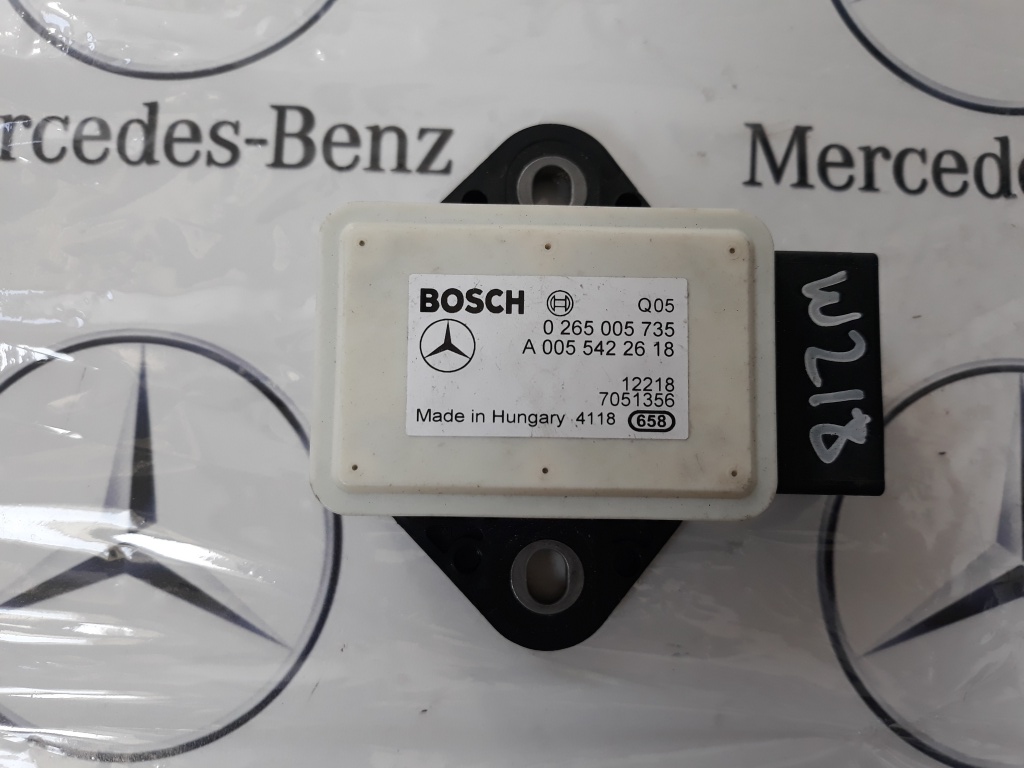 rcedes-Benz
Mercede
BOSCH Q05
0 265 005 735
A 005 542 26 18
12218
7051356
Made in Hungary 4118 658
W218